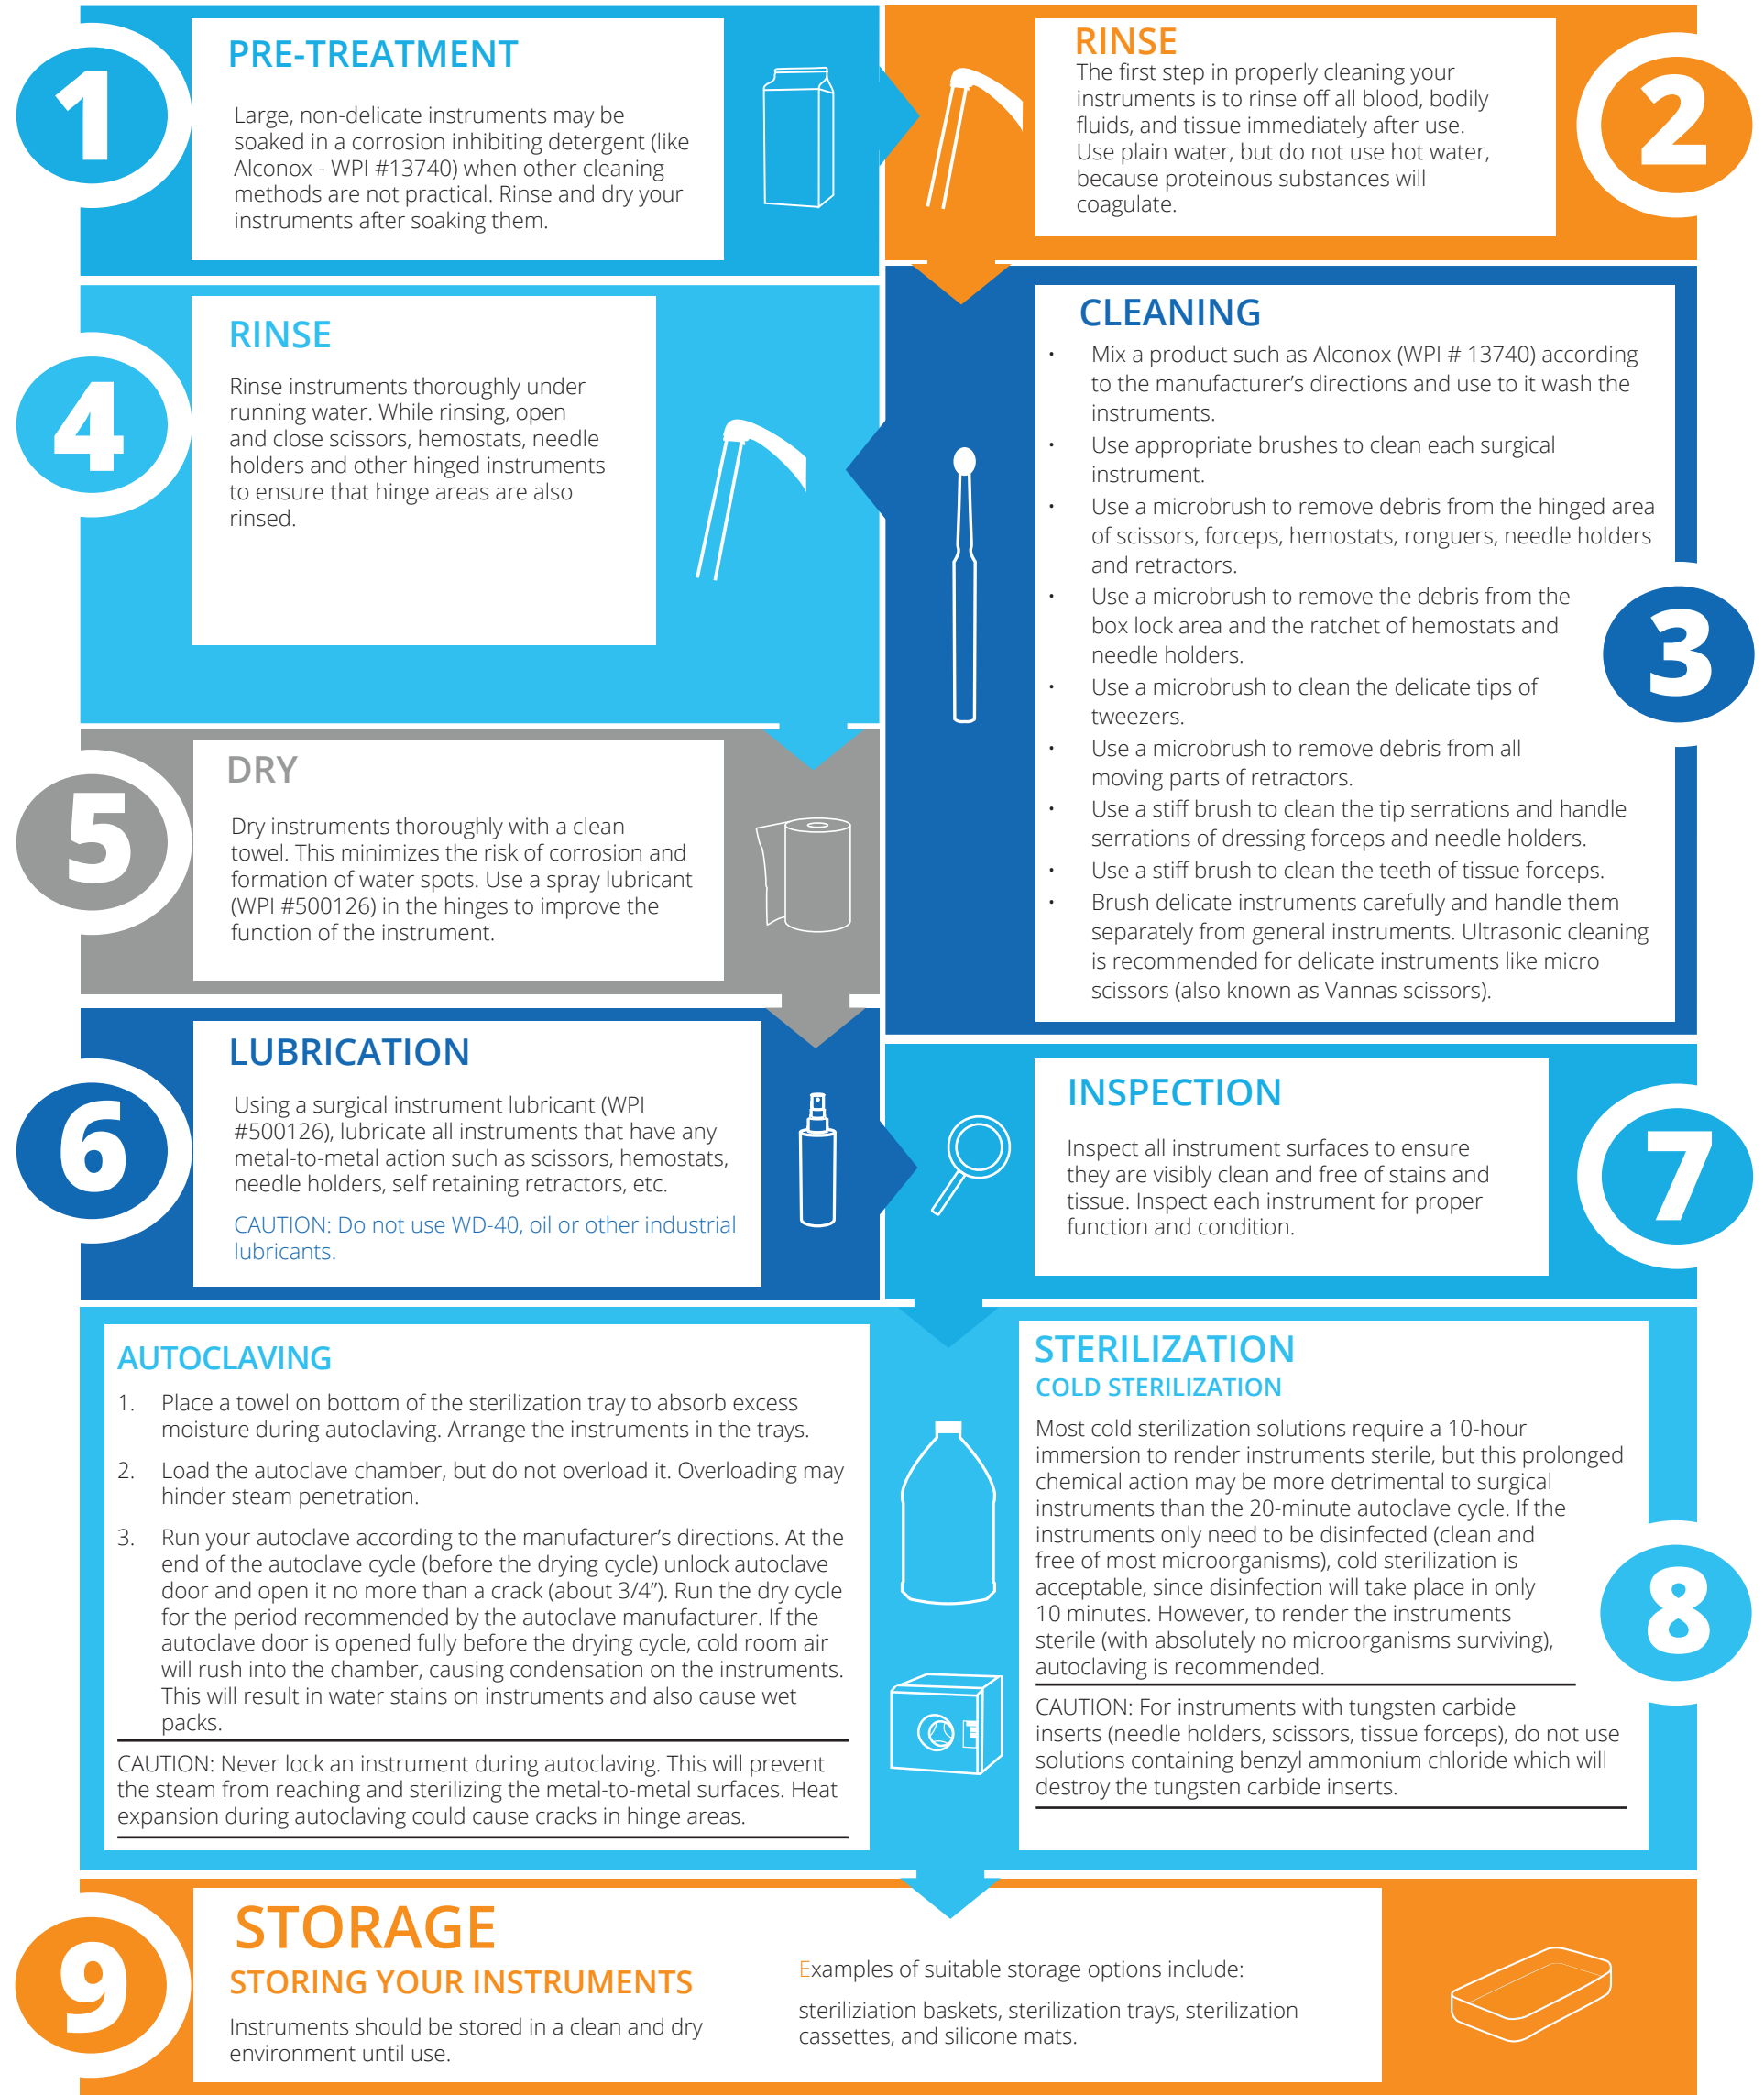 1
PRE-TREATMENT
Large, non-delicate instruments may be
soaked in a corrosion inhibiting detergent (like
Alconox - WPI #13740) when other cleaning
methods are not practical. Rinse and dry your
instruments after soaking them.
RINSE
The first step in properly cleaning your
instruments is to rinse off all blood, bodily
fluids, and tissue immediately after use.
Use plain water, but do not use hot water,
because proteinous substances will
coagulate.
2
CLEANING
• Mix a product such as Alconox (WPI # 13740) according
to the manufacturer’s directions and use to it wash the
instruments.
• Use appropriate brushes to clean each surgical
instrument.
• Use a microbrush to remove debris from the hinged area
of scissors, forceps, hemostats, ronguers, needle holders
and retractors.
• Use a microbrush to remove the debris from the
box lock area and the ratchet of hemostats and
needle holders.
• Use a microbrush to clean the delicate tips of
tweezers.
• Use a microbrush to remove debris from all
moving parts of retractors.
• Use a stiff brush to clean the tip serrations and handle
serrations of dressing forceps and needle holders.
• Use a stiff brush to clean the teeth of tissue forceps.
• Brush delicate instruments carefully and handle them
separately from general instruments. Ultrasonic cleaning
is recommended for delicate instruments like micro
scissors (also known as Vannas scissors).
3
4
RINSE
Rinse instruments thoroughly under
running water. While rinsing, open
and close scissors, hemostats, needle
holders and other hinged instruments
to ensure that hinge areas are also
rinsed.
5
DRY
Dry instruments thoroughly with a clean
towel. This minimizes the risk of corrosion and
formation of water spots. Use a spray lubricant
(WPI #500126) in the hinges to improve the
function of the instrument.
6
LUBRICATION
Using a surgical instrument lubricant (WPI
#500126), lubricate all instruments that have any
metal-to-metal action such as scissors, hemostats,
needle holders, self retaining retractors, etc.
CAUTION: Do not use WD-40, oil or other industrial
lubricants.
INSPECTION
Inspect all instrument surfaces to ensure
they are visibly clean and free of stains and
tissue. Inspect each instrument for proper
function and condition.
7
AUTOCLAVING
1. Place a towel on bottom of the sterilization tray to absorb excess
moisture during autoclaving. Arrange the instruments in the trays.
2. Load the autoclave chamber, but do not overload it. Overloading may
hinder steam penetration.
3. Run your autoclave according to the manufacturer’s directions. At the
end of the autoclave cycle (before the drying cycle) unlock autoclave
door and open it no more than a crack (about 3/4”). Run the dry cycle
for the period recommended by the autoclave manufacturer. If the
autoclave door is opened fully before the drying cycle, cold room air
will rush into the chamber, causing condensation on the instruments.
This will result in water stains on instruments and also cause wet
packs.
CAUTION: Never lock an instrument during autoclaving. This will prevent
the steam from reaching and sterilizing the metal-to-metal surfaces. Heat
expansion during autoclaving could cause cracks in hinge areas.
STERILIZATION
COLD STERILIZATION
Most cold sterilization solutions require a 10-hour
immersion to render instruments sterile, but this prolonged
chemical action may be more detrimental to surgical
instruments than the 20-minute autoclave cycle. If the
instruments only need to be disinfected (clean and
free of most microorganisms), cold sterilization is
acceptable, since disinfection will take place in only
10 minutes. However, to render the instruments
sterile (with absolutely no microorganisms surviving),
autoclaving is recommended.
CAUTION: For instruments with tungsten carbide
inserts (needle holders, scissors, tissue forceps), do not use
solutions containing benzyl ammonium chloride which will
destroy the tungsten carbide inserts.
8
9
STORAGE
STORING YOUR INSTRUMENTS
Instruments should be stored in a clean and dry
environment until use.
Examples of suitable storage options include:
steriliziation baskets, sterilization trays, sterilization
cassettes, and silicone mats.